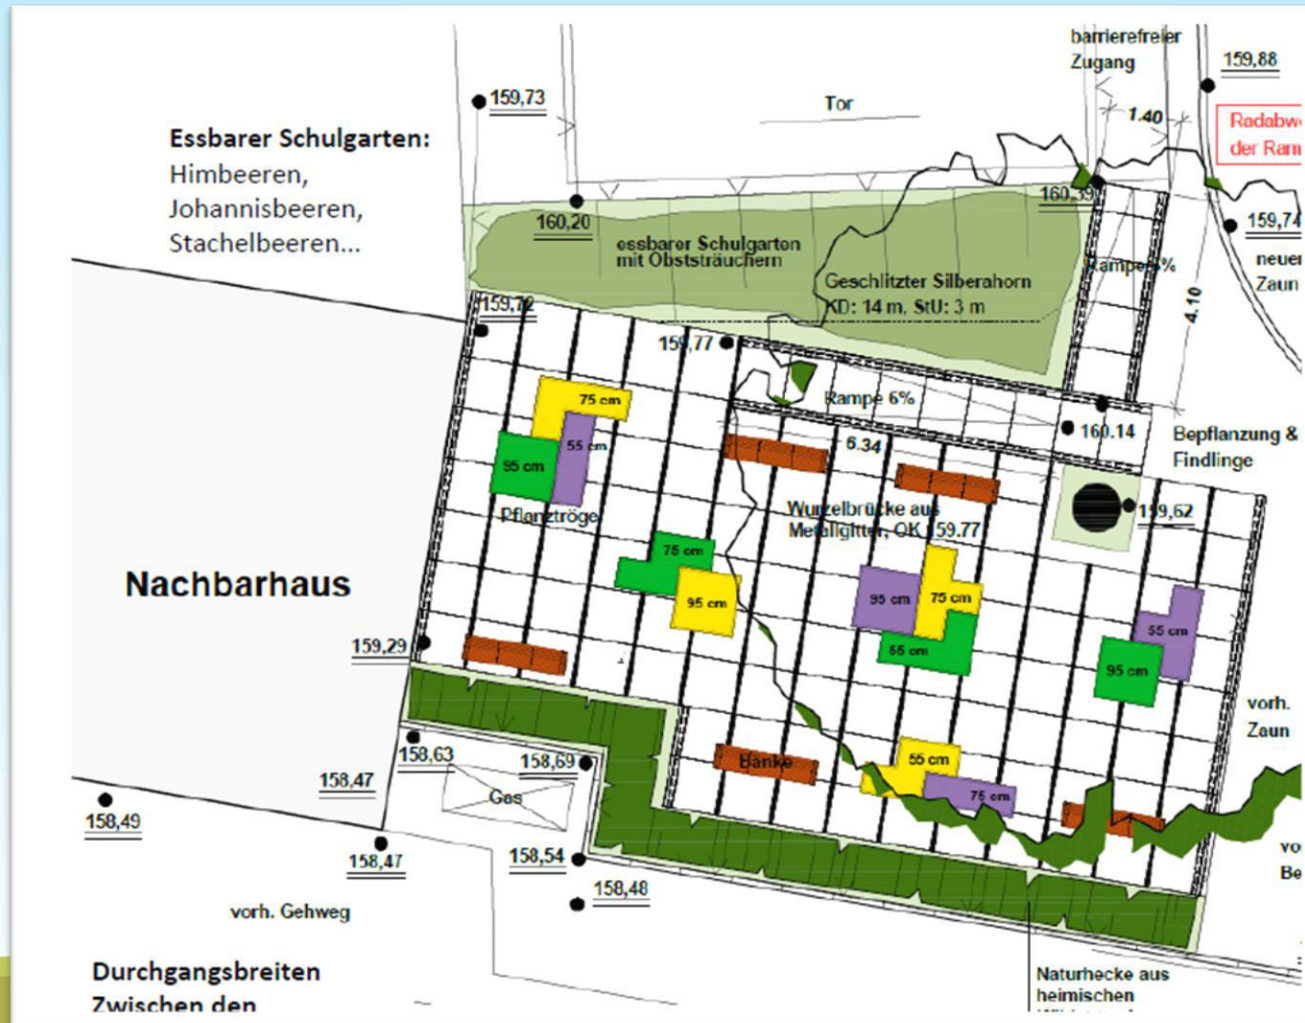 barrierefreier
Zugang
159,88
159,73
Tor
1.40
Essbarer Schulgarten:
Himbeeren,
Johannisbeeren,
Stachelbeeren...
160,20
160,39
159,74
essbarer Schulgarten
mit Obststräuchern
Rampe
neuer
Zaun
Geschlitzter Silberahorn
KD: 14 m, StU: 3 m
4.10
159,72
159,77
Rampe 6%
75 cm
55 cm
95 cm
6.34
160.14
Bepflanzung &
Findlinge
Pflanztröge
Wurzelbrücke aus
Metallgitter, OK 159.77
159,62
Nachbarhaus
75 cm
95 cm
95 cm
75 cm
55 cm
55 cm
95 cm
159,29
vorh.
Zaun
158,63
158,69
Bänke
55 cm
75 cm
158,47
Gas
158,49
158,47
158,54
158,48
vorh. Gehweg
Durchgangsbreiten
Zwischen den
Naturhecke aus
heimischen